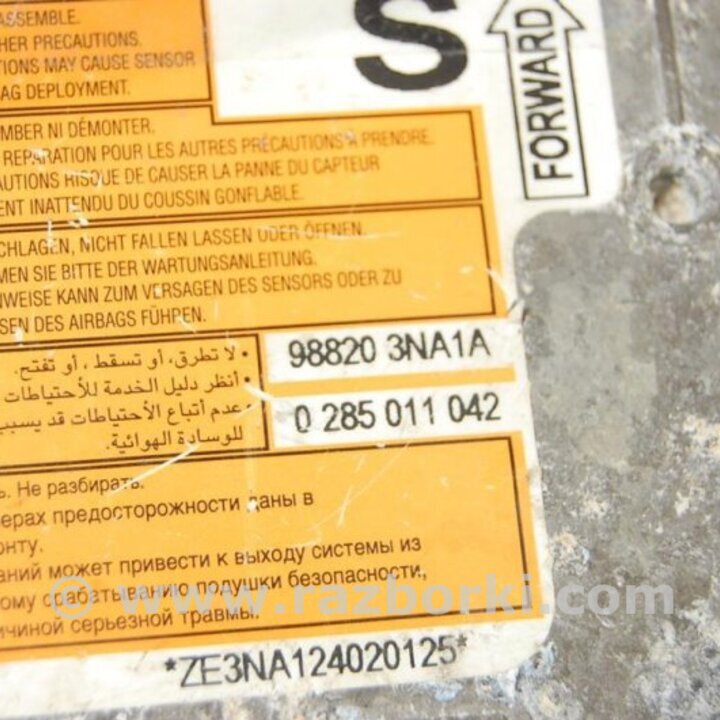 ASSEMBLE.
HER PRECAUTIONS.
TIONS MAY CAUSE SENSOR
AG DEPLOYMENT.
S
FORWARD
MBER NI DÉMONTER.
REPARATION POUR LES AUTRES PRÉCAUTIONS À PRENDRE.
AUTIONS RISQUE DE CAUSER LA PANNE DU CAPTEUR
ENT INATTENDU DU COUSSIN GONFLABLE.
CHLAGEN, NICHT FALLEN LASSEN ODER ÖFFNEN.
MEN SIE BITTE DER WARTUNGSANLEITUNG.
NWEISE KANN ZUM VERSAGEN DES SENSORS ODER ZU
SEN DES AIRBAGS FÜHREN.
• لا تطرق، أو تسقط، أو تفتح.
• أنظر دليل الخدمة للأحتياطات
• عدم أتباع الأحتياطات قد يسبب
للوسادة الهوائية.
98820 3NA1A
0 285 011 042
ь. Не разбирать.
ерах предосторожности даны в
онту.
аний может привести к выходу системы из
ому срабатыванию подушки безопасности,
ичиной серьезной травмы.
© www.razborki.com
*ZE3NA124020125*